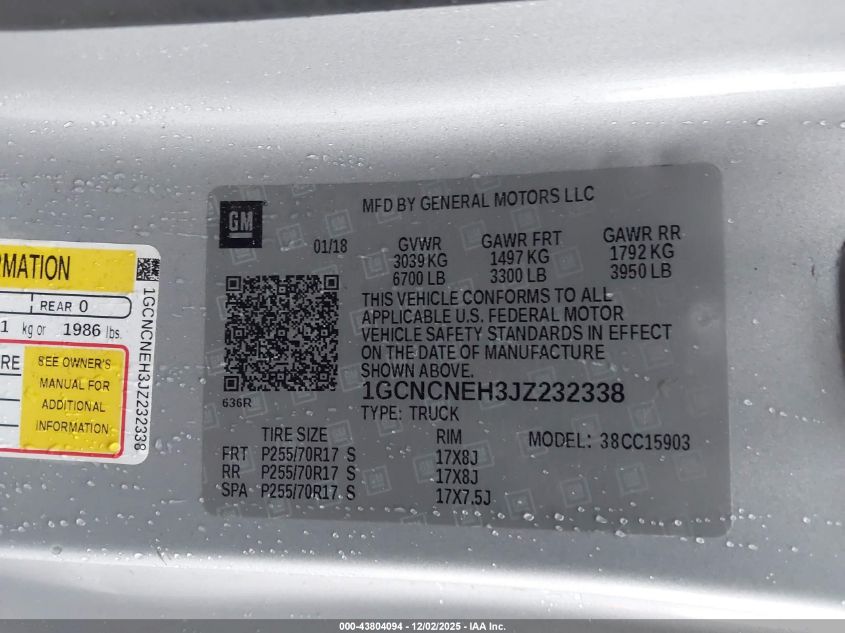 RMATION
REAR 0
1 kg or 1986 lbs.
RE
SEE OWNER'S
MANUAL FOR
ADDITIONAL
INFORMATION
1GCNCNEH3JZ232338
GM
MFD BY GENERAL MOTORS LLC
01/18 GVWR GAWR FRT GAWR RR
3039 KG 1497 KG 1792 KG
6700 LB 3300 LB 3950 LB
THIS VEHICLE CONFORMS TO ALL
APPLICABLE U.S. FEDERAL MOTOR
VEHICLE SAFETY STANDARDS IN EFFECT
ON THE DATE OF MANUFACTURE
SHOWN ABOVE.
1GCNCNEH3JZ232338
636R
TYPE: TRUCK
TIRE SIZE RIM MODEL: 38CC15903
FRT P255/70R17 S 17X8J
RR P255/70R17 S 17X8J
SPA P255/70R17 S 17X7.5J
000-43804094 - 12/02/2025 - IAA Inc.